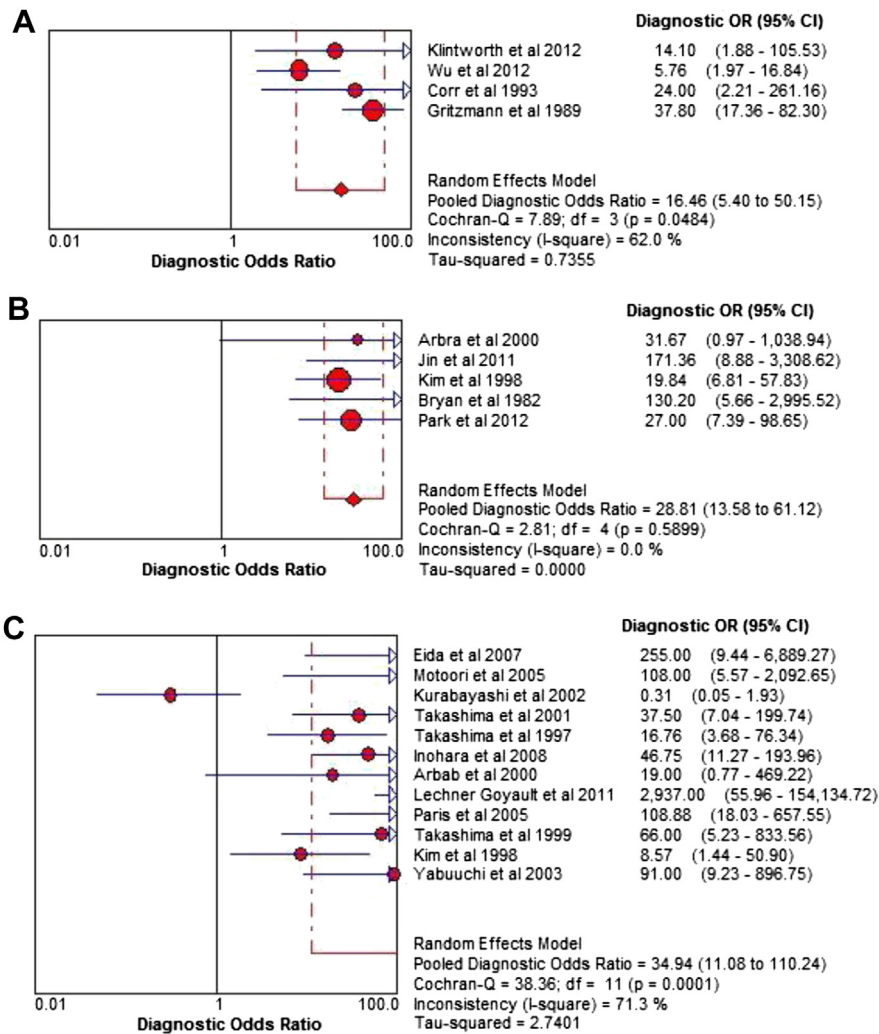 A
Diagnostic OR (95% CI)
Klintworth et al 2012 14.10 (1.88 - 105.53)
Wu et al 2012 5.76 (1.97 - 16.84)
Corr et al 1993 24.00 (2.21 - 261.16)
Gritzmann et al 1989 37.80 (17.36 - 82.30)
Random Effects Model
Pooled Diagnostic Odds Ratio = 16.46 (5.40 to 50.15)
Cochran-Q = 7.89; df = 3 (p = 0.0484)
Inconsistency (I-square) = 62.0 %
Tau-squared = 0.7355
0.01 1 100.0
Diagnostic Odds Ratio
B
Diagnostic OR (95% CI)
Arbra et al 2000 31.67 (0.97 - 1,038.94)
Jin et al 2011 171.36 (8.88 - 3,308.62)
Kim et al 1998 19.84 (6.81 - 57.83)
Bryan et al 1982 130.20 (5.66 - 2,995.52)
Park et al 2012 27.00 (7.39 - 98.65)
Random Effects Model
Pooled Diagnostic Odds Ratio = 28.81 (13.58 to 61.12)
Cochran-Q = 2.81; df = 4 (p = 0.5899)
Inconsistency (I-square) = 0.0 %
Tau-squared = 0.0000
0.01 1 100.0
Diagnostic Odds Ratio
C
Diagnostic OR (95% CI)
Eida et al 2007 255.00 (9.44 - 6,889.27)
Motoori et al 2005 108.00 (5.57 - 2,092.65)
Kurabayashi et al 2002 0.31 (0.05 - 1.93)
Takashima et al 2001 37.50 (7.04 - 199.74)
Takashima et al 1997 16.76 (3.68 - 76.34)
Inohara et al 2008 46.75 (11.27 - 193.96)
Arbab et al 2000 19.00 (0.77 - 469.22)
Lechner Goyault et al 2011 2,937.00 (55.96 - 154,134.72)
Paris et al 2005 108.88 (18.03 - 657.55)
Takashima et al 1999 66.00 (5.23 - 833.56)
Kim et al 1998 8.57 (1.44 - 50.90)
Yabuuchi et al 2003 91.00 (9.23 - 896.75)
Random Effects Model
Pooled Diagnostic Odds Ratio = 34.94 (11.08 to 110.24)
Cochran-Q = 38.36; df = 11 (p = 0.0001)
Inconsistency (I-square) = 71.3 %
Tau-squared = 2.7401
0.01 1 100.0
Diagnostic Odds Ratio